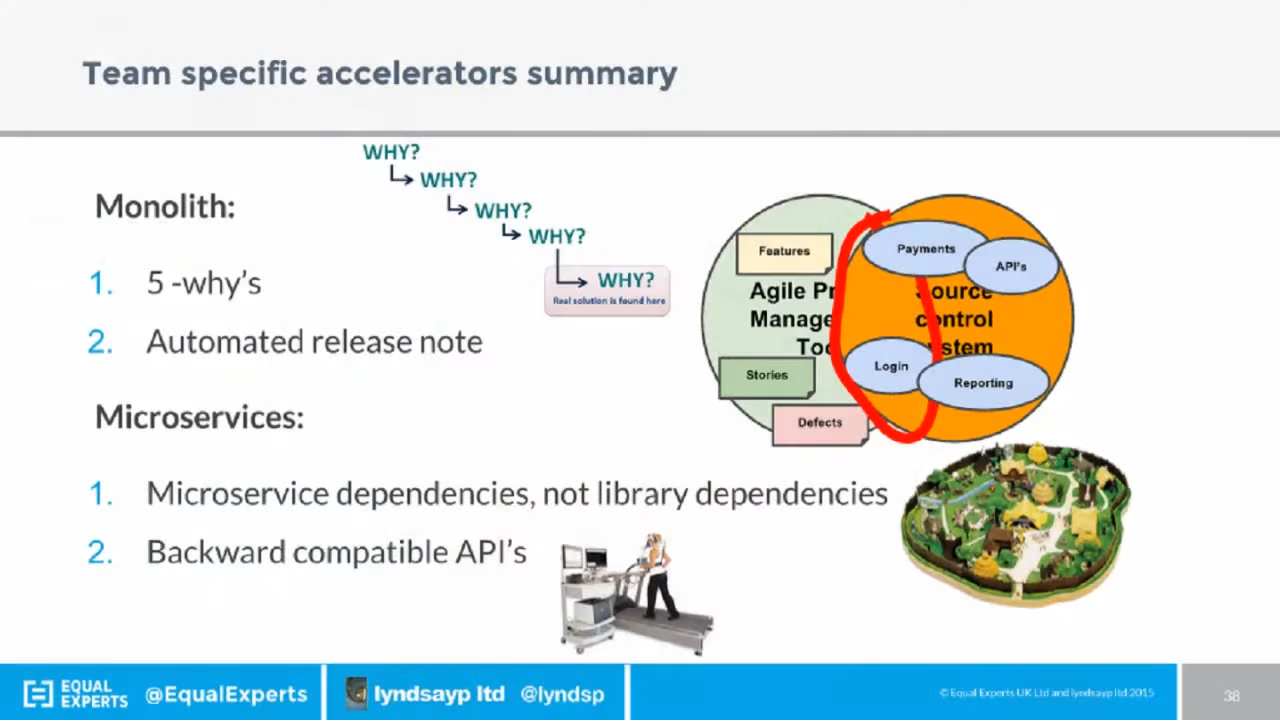 Team specific accelerators summary
WHY?
WHY?
WHY?
WHY?
WHY?
Real solution is found here
Monolith:
1. 5 -why's
2. Automated release note
Microservices:
1. Microservice dependencies, not library dependencies
2. Backward compatible API's
Features
Agile Pr
Manage
Too
Stories
Defects
Payments
API's
Source
control
system
Login
Reporting
EQUAL
EXPERTS
@EqualExperts
lyndsayp ltd @lyndsp
© Equal Experts UK Ltd and lyndsayp ltd 2015
38